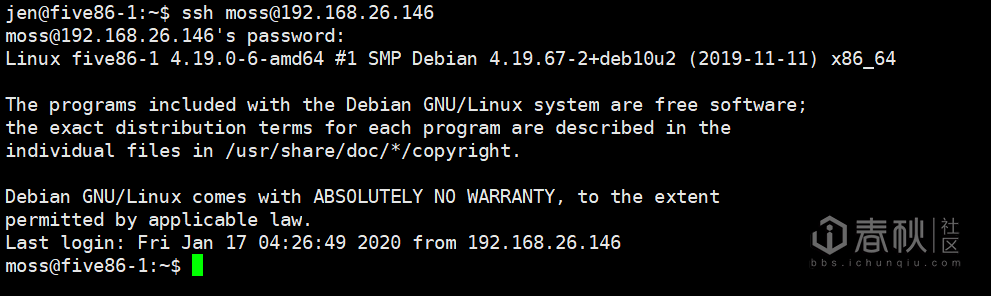 jen@five86-1:~$ ssh moss@192.168.26.146
moss@192.168.26.146's password:
Linux five86-1 4.19.0-6-amd64 #1 SMP Debian 4.19.67-2+deb10u2 (2019-11-11) x86_64
The programs included with the Debian GNU/Linux system are free software;
the exact distribution terms for each program are described in the
individual files in /usr/share/doc/*/copyright.
Debian GNU/Linux comes with ABSOLUTELY NO WARRANTY, to the extent
permitted by applicable law.
Last login: Fri Jan 17 04:26:49 2020 from 192.168.26.146
moss@five86-1:~$
春秋 社区
bbs.ichunqiu.com